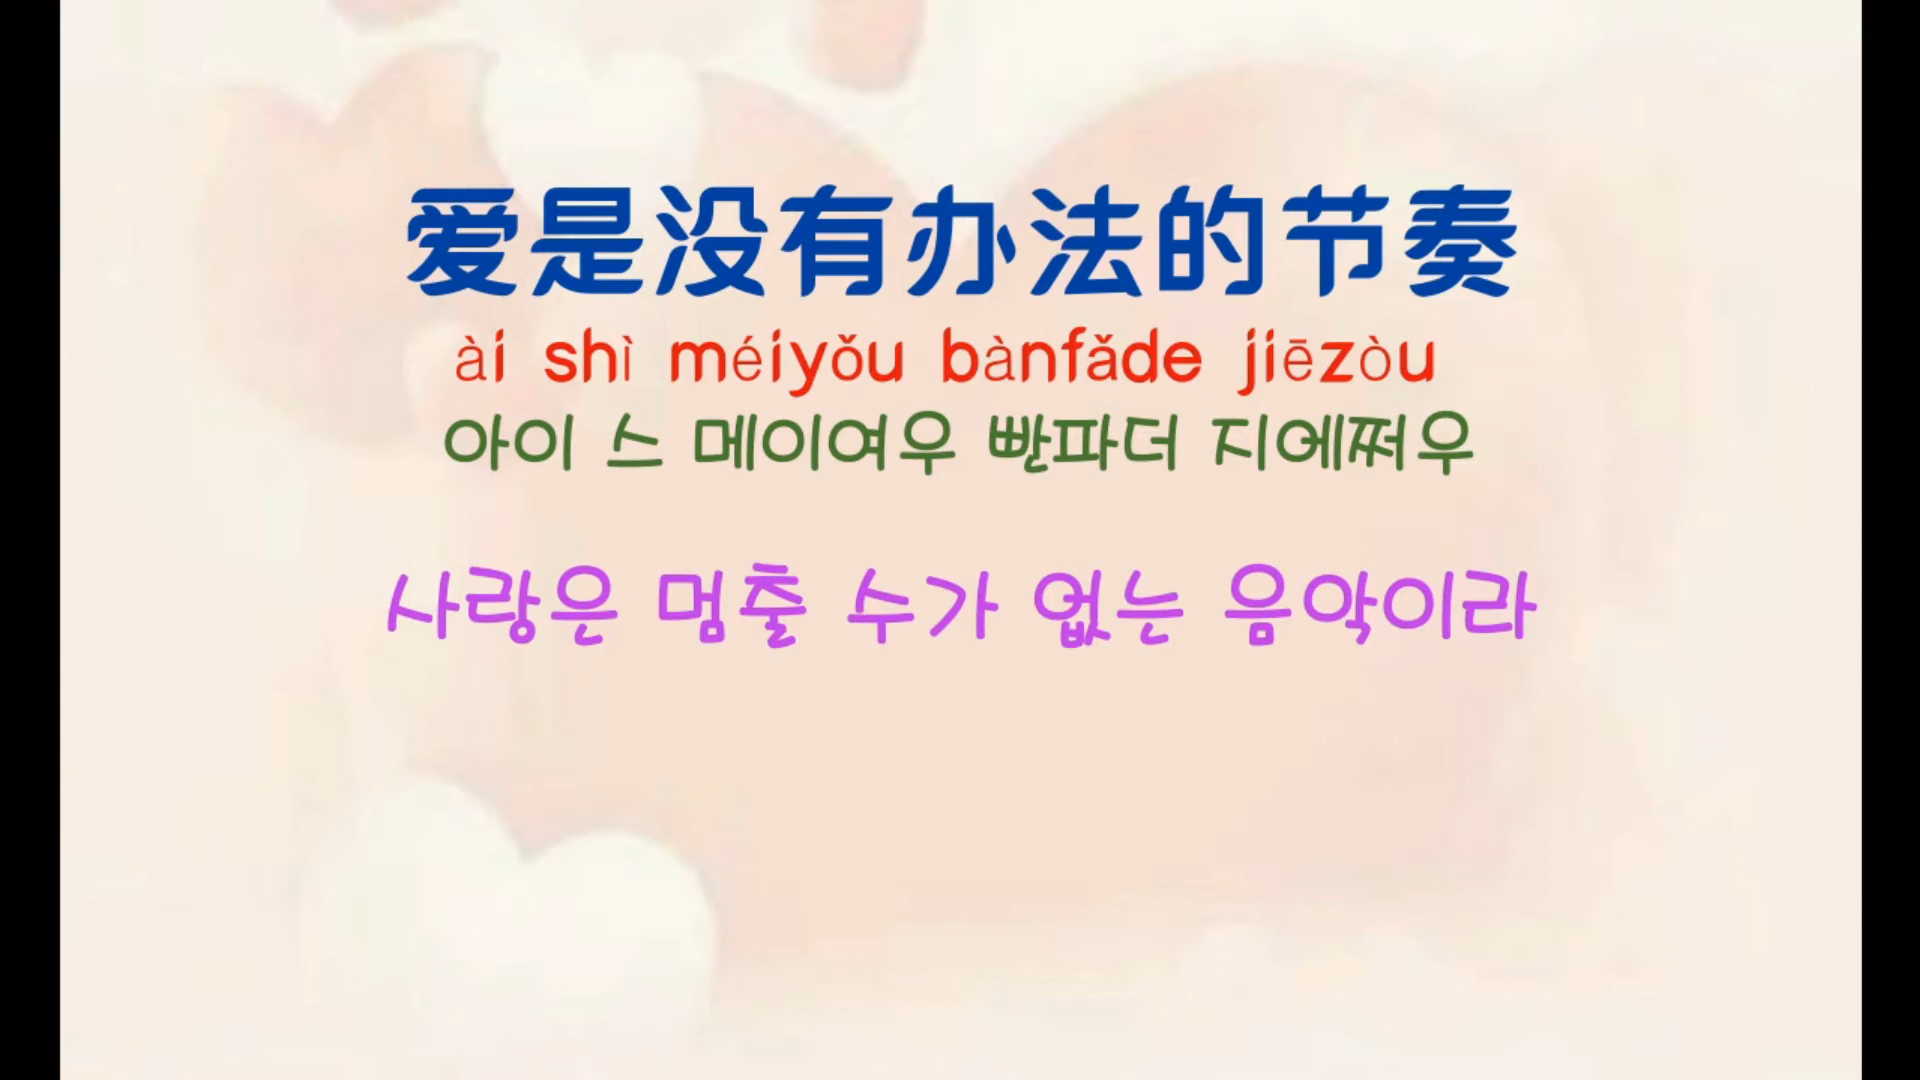 爱是没有办法的节奏
ài shì méiyǒu bànfǎde jiēzòu
아이 스 메이여우 빤파더 지에쩌우
사랑은 멈출 수가 없는 음악이라